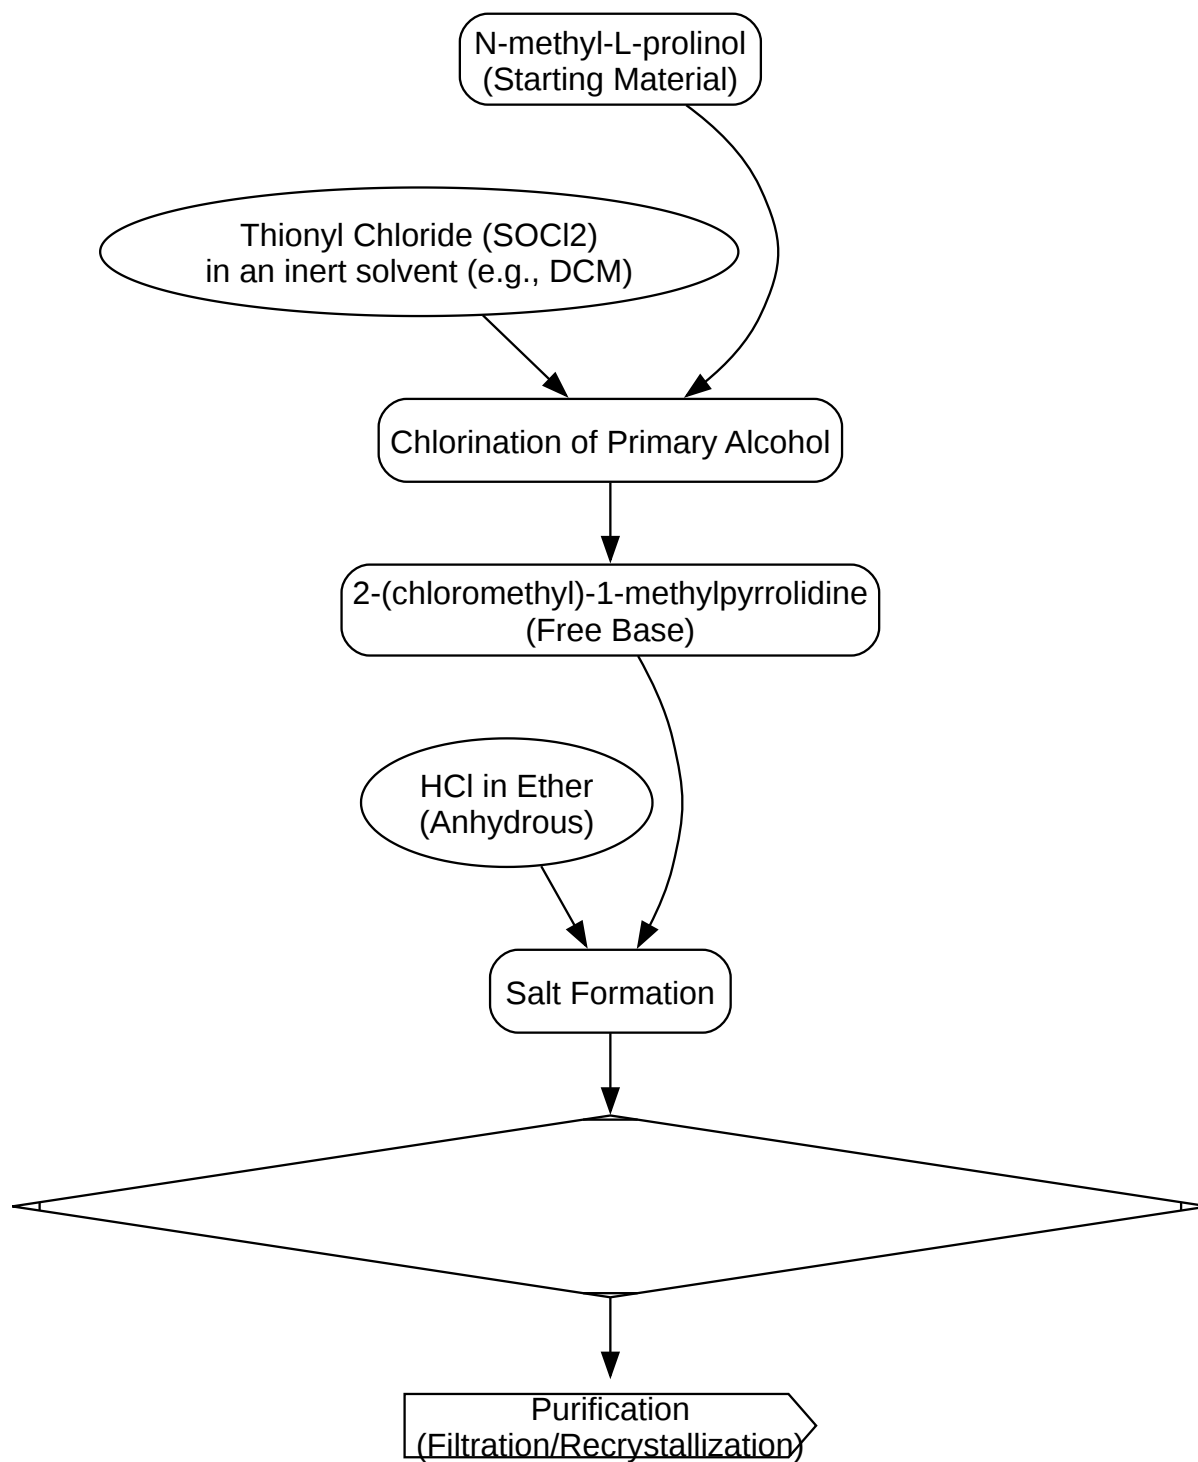 N-methyl-L-prolinol
(Starting Material)
Thionyl Chloride (SOCl2)
in an inert solvent (e.g., DCM)
Chlorination of Primary Alcohol
2-(chloromethyl)-1-methylpyrrolidine
(Free Base)
HCl in Ether
(Anhydrous)
Salt Formation
Purification
(Filtration/Recrystallization)